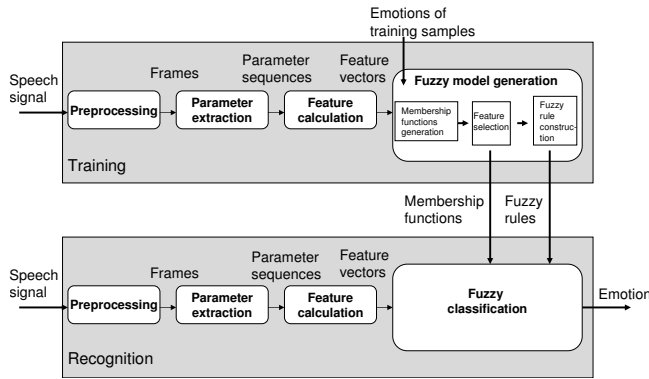 Emotions of
training samples
Speech
signal
Frames
Parameter
sequences
Feature
vectors
Preprocessing
Parameter
extraction
Feature
calculation
Fuzzy model generation
Membership
functions
generation
Feature
selection
Fuzzy
rule
construc-
tion
Training
Membership
functions
Fuzzy
rules
Speech
signal
Frames
Parameter
sequences
Feature
vectors
Preprocessing
Parameter
extraction
Feature
calculation
Fuzzy
classification
Emotion
Recognition